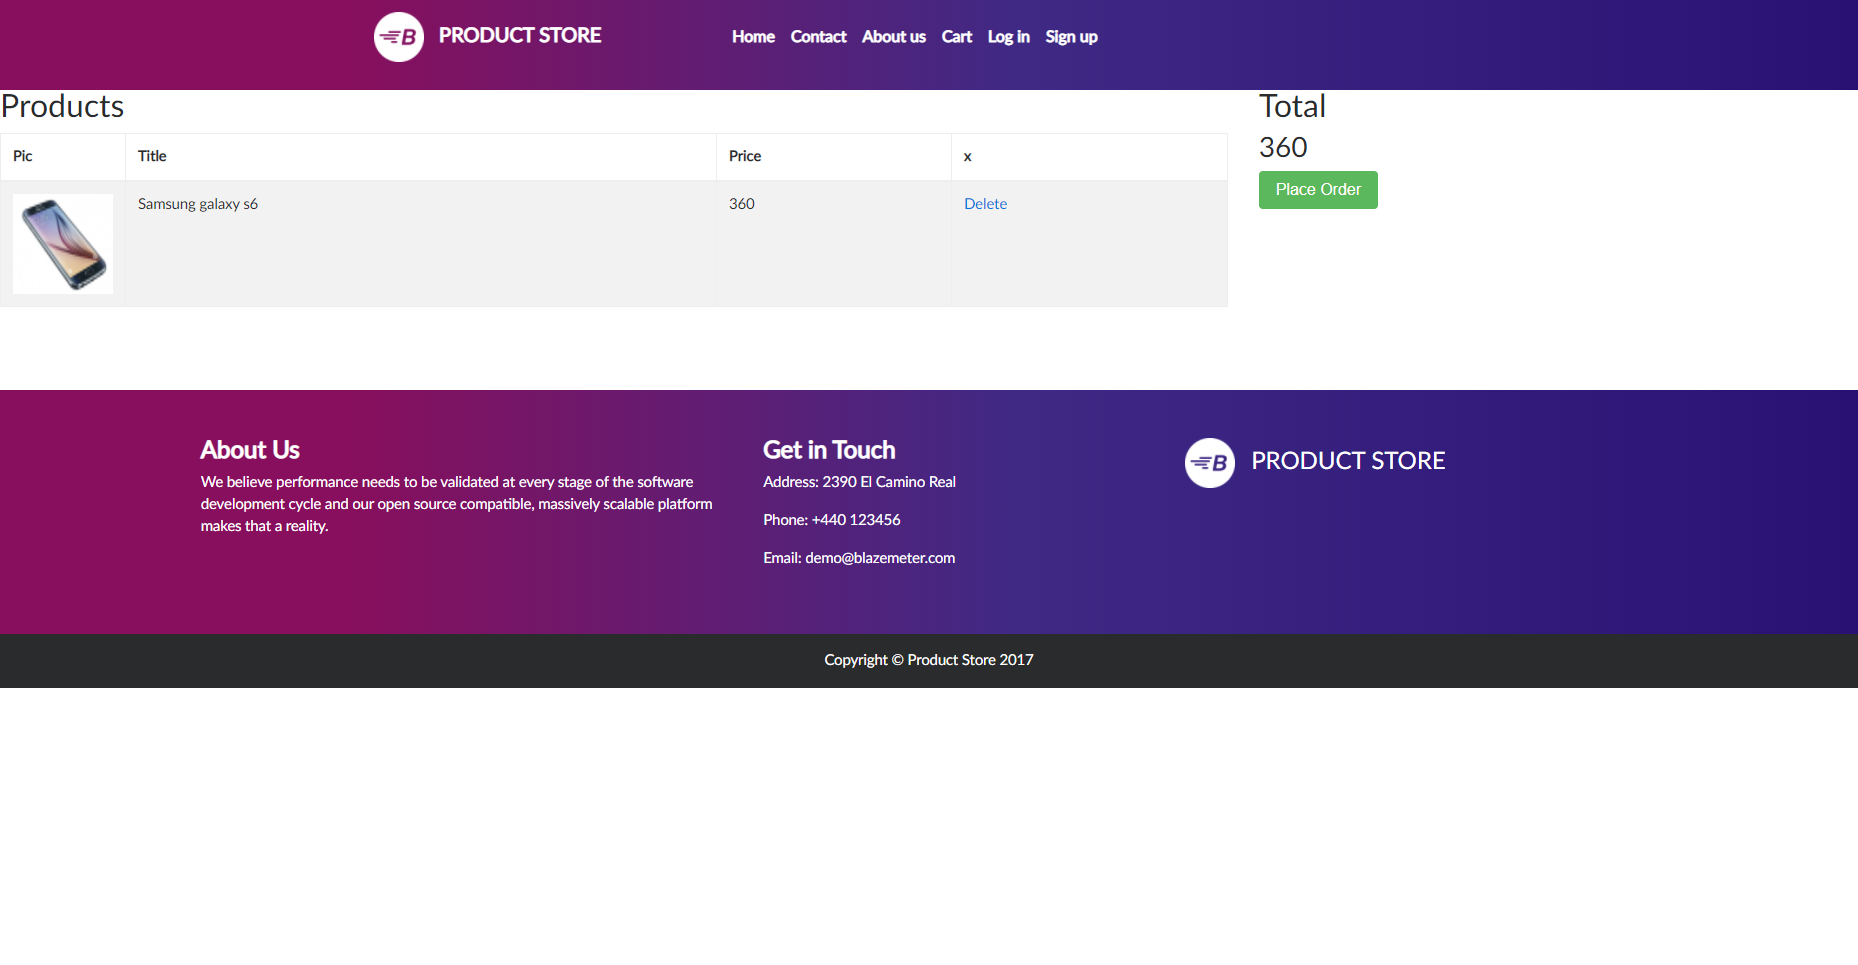 B PRODUCT STORE
Home Contact About us Cart Log in Sign up
Products
Pic Title Price x
Samsung galaxy s6 360 Delete
Total
360
Place Order
About Us
We believe performance needs to be validated at every stage of the software
development cycle and our open source compatible, massively scalable platform
makes that a reality.
Get in Touch
Address: 2390 El Camino Real
Phone: +440 123456
Email: demo@blazemeter.com
B PRODUCT STORE
Copyright © Product Store 2017